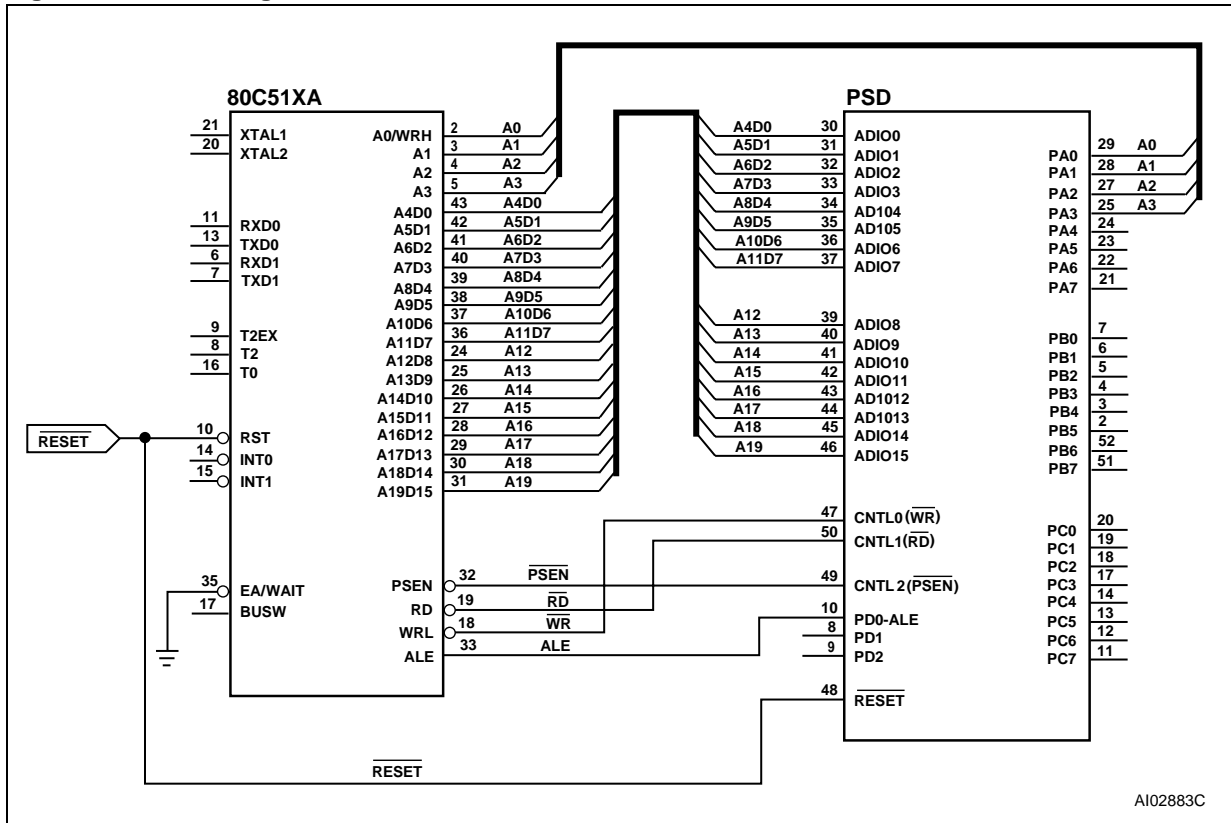 80C51XA
PSD
21 XTAL1
20 XTAL2
11 RXD0
13 TXD0
6 RXD1
7 TXD1
9 T2EX
8 T2
16 T0
RESET
10 RST
14 INT0
15 INT1
35 EA/WAIT
17 BUSW
A0/WRH 2 A0
A1 3 A1
A2 4 A2
A3 5 A3
A4D0 43 A4D0
A5D1 42 A5D1
A6D2 41 A6D2
A7D3 40 A7D3
A8D4 39 A8D4
A9D5 38 A9D5
A10D6 37 A10D6
A11D7 36 A11D7
A12D8 24 A12
A13D9 25 A13
A14D10 26 A14
A15D11 27 A15
A16D12 28 A16
A17D13 29 A17
A18D14 30 A18
A19D15 31 A19
PSEN 32 PSEN
RD 19 RD
WRL 18 WR
ALE 33 ALE
A4D0 30 ADIO0
A5D1 31 ADIO1
A6D2 32 ADIO2
A7D3 33 ADIO3
A8D4 34 AD104
A9D5 35 AD105
A10D6 36 ADIO6
A11D7 37 ADIO7
A12 39 ADIO8
A13 40 ADIO9
A14 41 ADIO10
A15 42 ADIO11
A16 43 AD1012
A17 44 AD1013
A18 45 ADIO14
A19 46 ADIO15
47 CNTL0(WR)
50 CNTL1(RD)
49 CNTL2(PSEN)
10 PD0-ALE
8 PD1
9 PD2
48 RESET
PA0 29 A0
PA1 28 A1
PA2 27 A2
PA3 25 A3
PA4 24
PA5 23
PA6 22
PA7 21
PB0 7
PB1 6
PB2 5
PB3 4
PB4 3
PB5 2
PB6 52
PB7 51
PC0 20
PC1 19
PC2 18
PC3 17
PC4 14
PC5 13
PC6 12
PC7 11
RESET
AI02883C